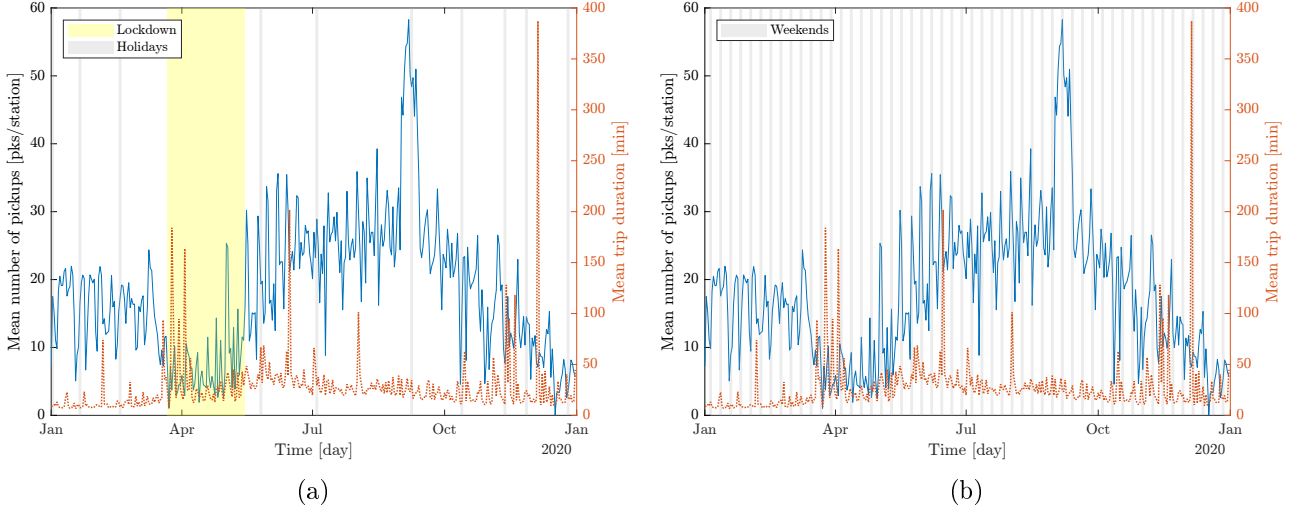 60
50
40
30
20
10
0
Mean number of pickups [pks/station]
Lockdown
Holidays
400
350
300
250
200
150
100
50
0
Mean trip duration [min]
Jan
Apr
Jul
Oct
Jan
Time [day]
2020
(a)
60
50
40
30
20
10
0
Mean number of pickups [pks/station]
Weekends
400
350
300
250
200
150
100
50
0
Mean trip duration [min]
Jan
Apr
Jul
Oct
Jan
Time [day]
2020
(b)